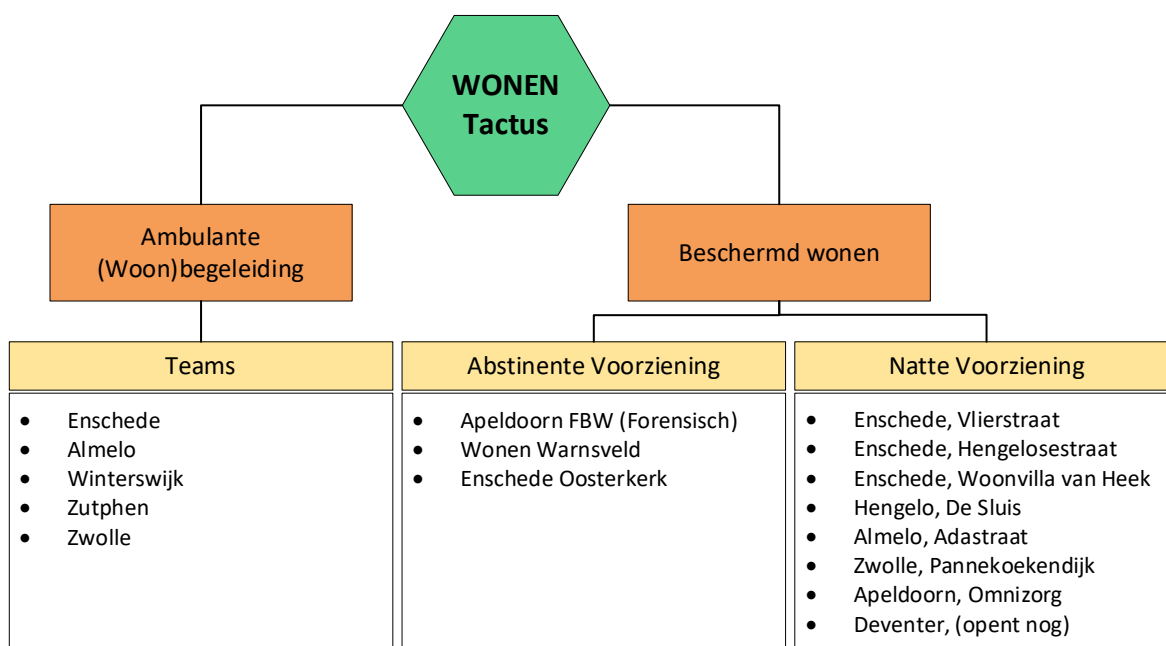 WONEN
Tactus
Ambulante
(Woon)begeleiding
Beschermd wonen
Teams
• Enschede
• Almelo
• Winterswijk
• Zutphen
• Zwolle
Abstinente Voorziening
• Apeldoorn FBW (Forensisch)
• Wonen Warnsveld
• Enschede Oosterkerk
Natte Voorziening
• Enschede, Vlierstraat
• Enschede, Hengelosestraat
• Enschede, Woonvilla van Heek
• Hengelo, De Sluis
• Almelo, Adastraat
• Zwolle, Pannekoekendijk
• Apeldoorn, Omnizorg
• Deventer, (opent nog)